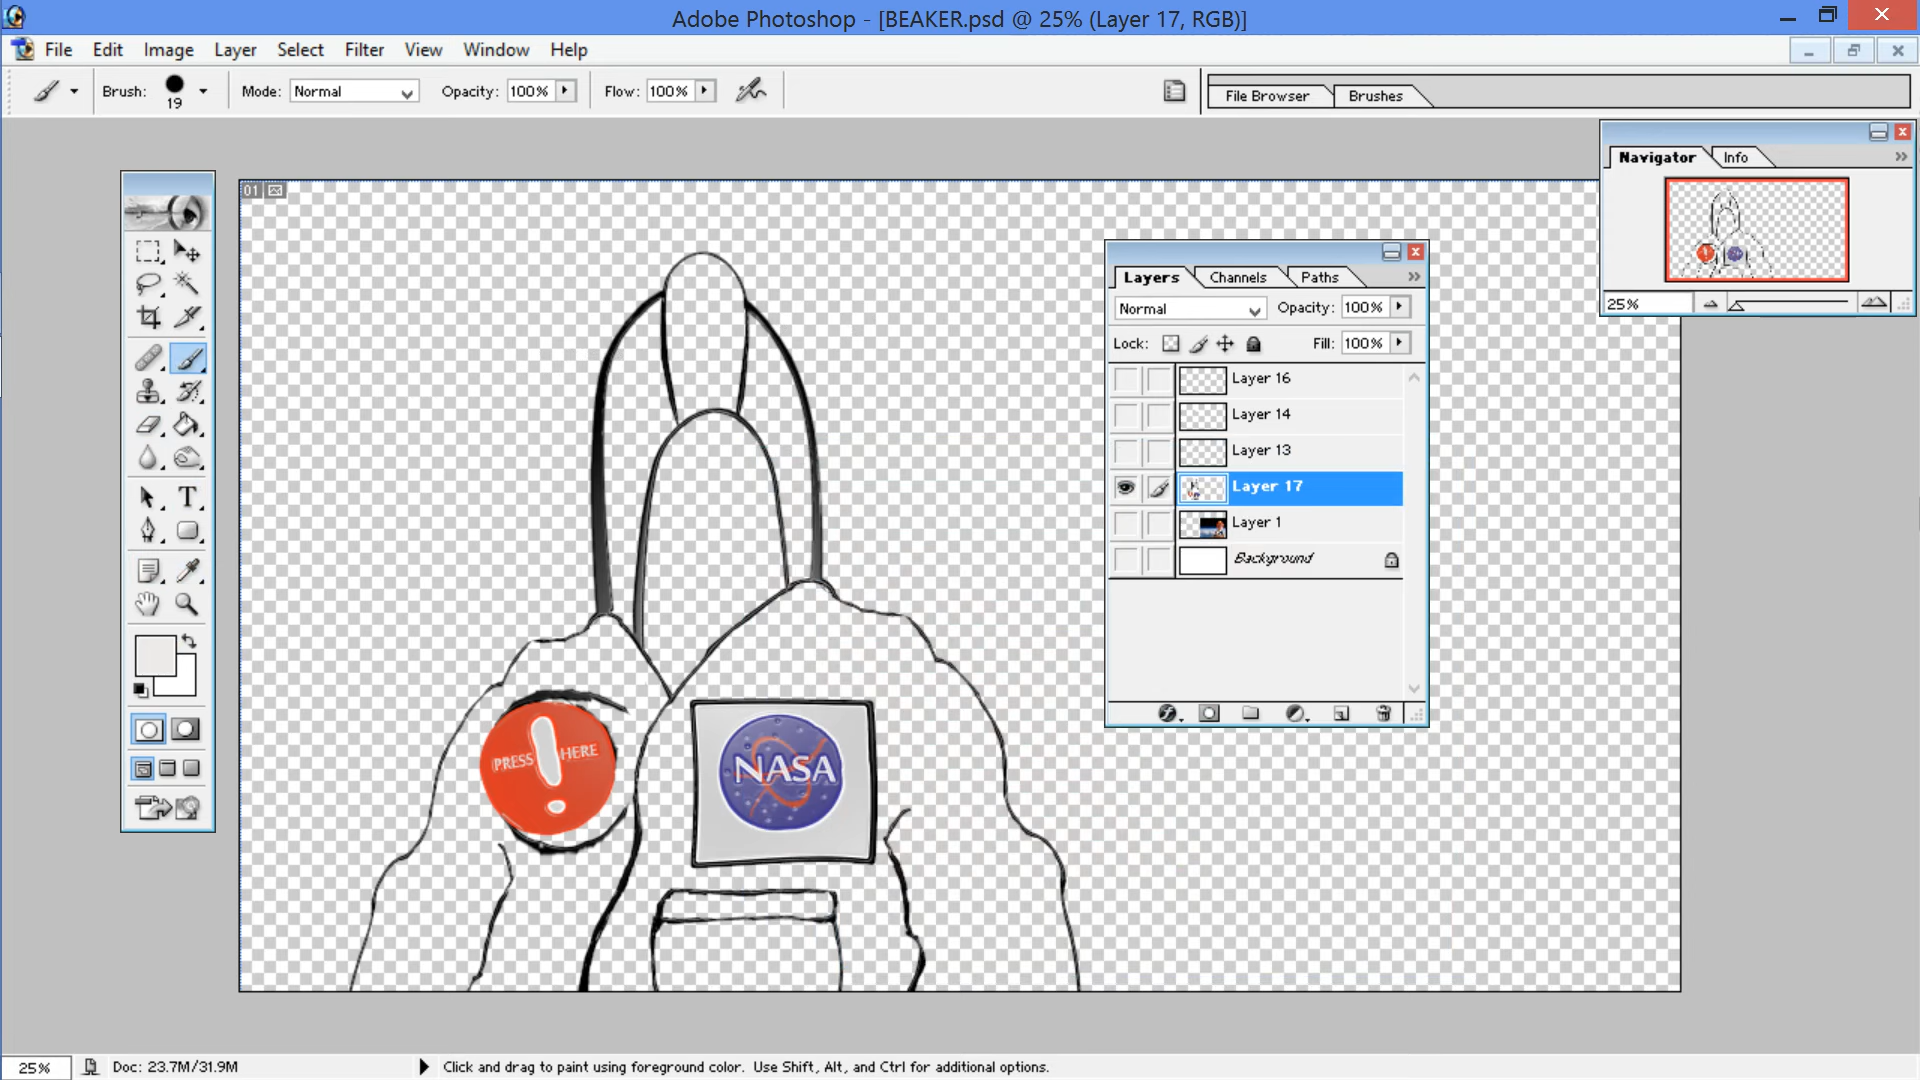 Adobe Photoshop - [BEAKER.psd @ 25% (Layer 17, RGB)]
File Edit Image Layer Select Filter View Window Help
Brush: 19 Mode: Normal Opacity: 100% Flow: 100% File Browser Brushes
Navigator Info
25%
01
Layers Channels Paths
Normal Opacity: 100%
Lock: Fill: 100%
Layer 16
Layer 14
Layer 13
Layer 17
Layer 1
Background
T
PRESS HERE
NASA
25% Doc: 23.7M/31.9M Click and drag to paint using foreground color. Use Shift, Alt, and Ctrl for additional options.